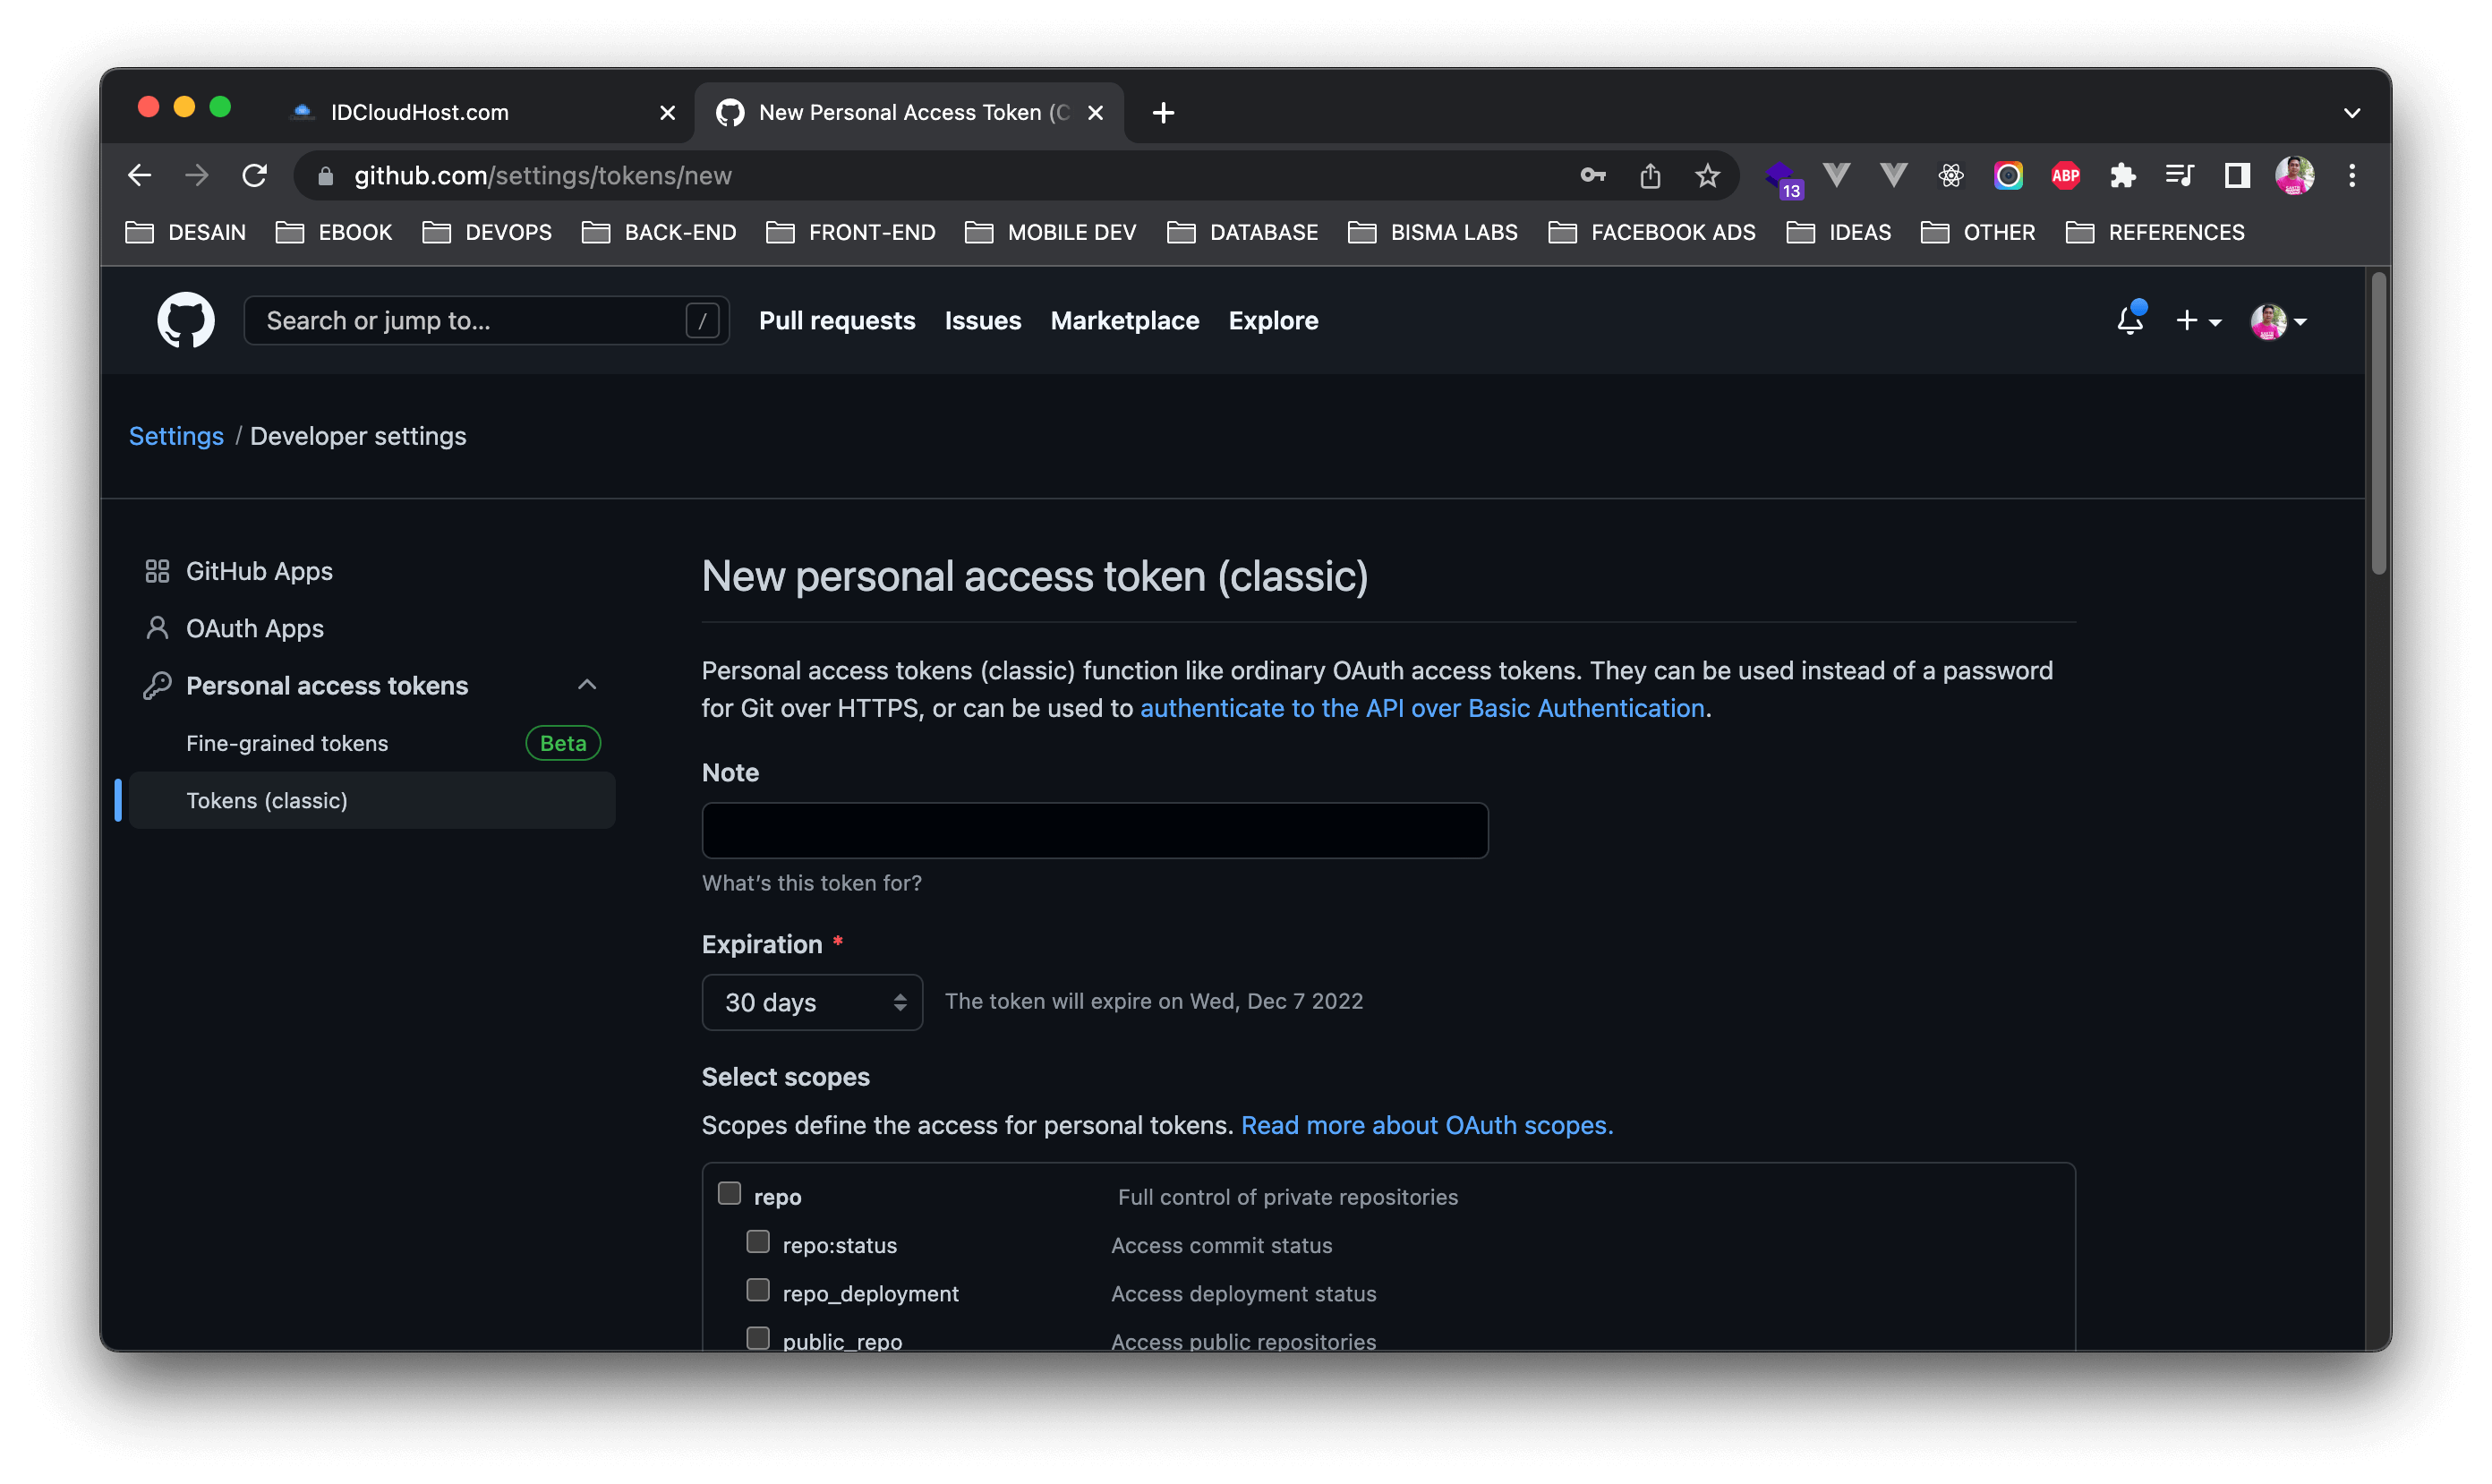 IDCloudHost.com
New Personal Access Token (C
github.com/settings/tokens/new
13
ABP
DESAIN EBOOK DEVOPS BACK-END FRONT-END MOBILE DEV DATABASE BISMA LABS FACEBOOK ADS IDEAS OTHER REFERENCES
Search or jump to... / Pull requests Issues Marketplace Explore
Settings / Developer settings
GitHub Apps
OAuth Apps
Personal access tokens
Fine-grained tokens Beta
Tokens (classic)
New personal access token (classic)
Personal access tokens (classic) function like ordinary OAuth access tokens. They can be used instead of a password
for Git over HTTPS, or can be used to authenticate to the API over Basic Authentication.
Note
What's this token for?
Expiration *
30 days The token will expire on Wed, Dec 7 2022
Select scopes
Scopes define the access for personal tokens. Read more about OAuth scopes.
repo Full control of private repositories
repo:status Access commit status
repo_deployment Access deployment status
public_repo Access public repositories